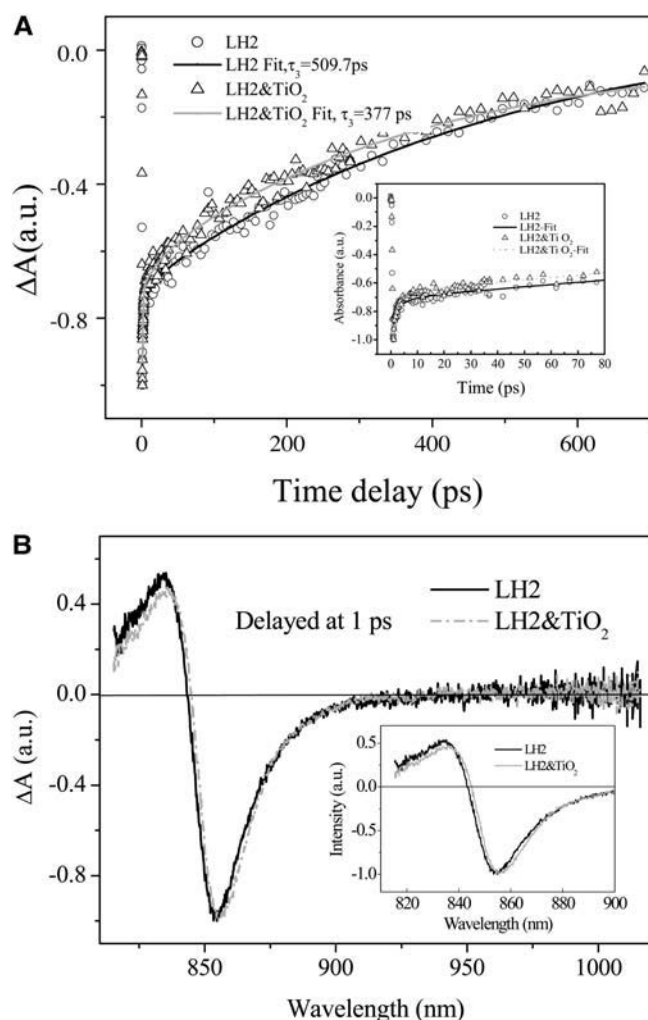 A
0.0
-0.4
-0.8
ΔA(a.u.)
LH2
LH2 Fit,τ₃=509.7ps
LH2&TiO₂
LH2&TiO₂ Fit, τ₃=377 ps
0.0
-0.2
-0.4
-0.6
-0.8
-1.0
Absorbance (a.u.)
LH2
LH2-Fit
LH2&Ti O₂
LH2&Ti O₂-Fit
0 10 20 30 40 50 60 70 80
Time (ps)
0 200 400 600
Time delay (ps)
B
0.4
0.0
-0.4
-0.8
ΔA (a.u.)
LH2
LH2&TiO₂
Delayed at 1 ps
0.5
0.0
-0.5
-1.0
Intensity (a.u.)
LH2
LH2&TiO₂
820 840 860 880 900
Wavelength (nm)
850 900 950 1000
Wavelength (nm)